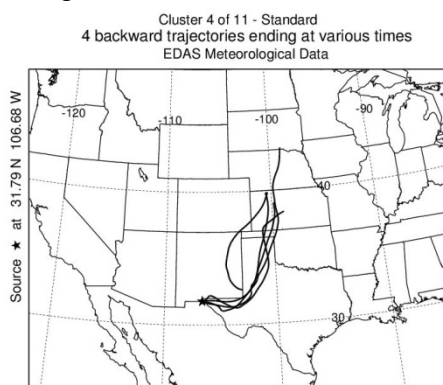 Cluster 4 of 11 - Standard
4 backward trajectories ending at various times
EDAS Meteorological Data
Source ★ at 31.79 N 106.68 W
-120
-110
-100
-90
40
30